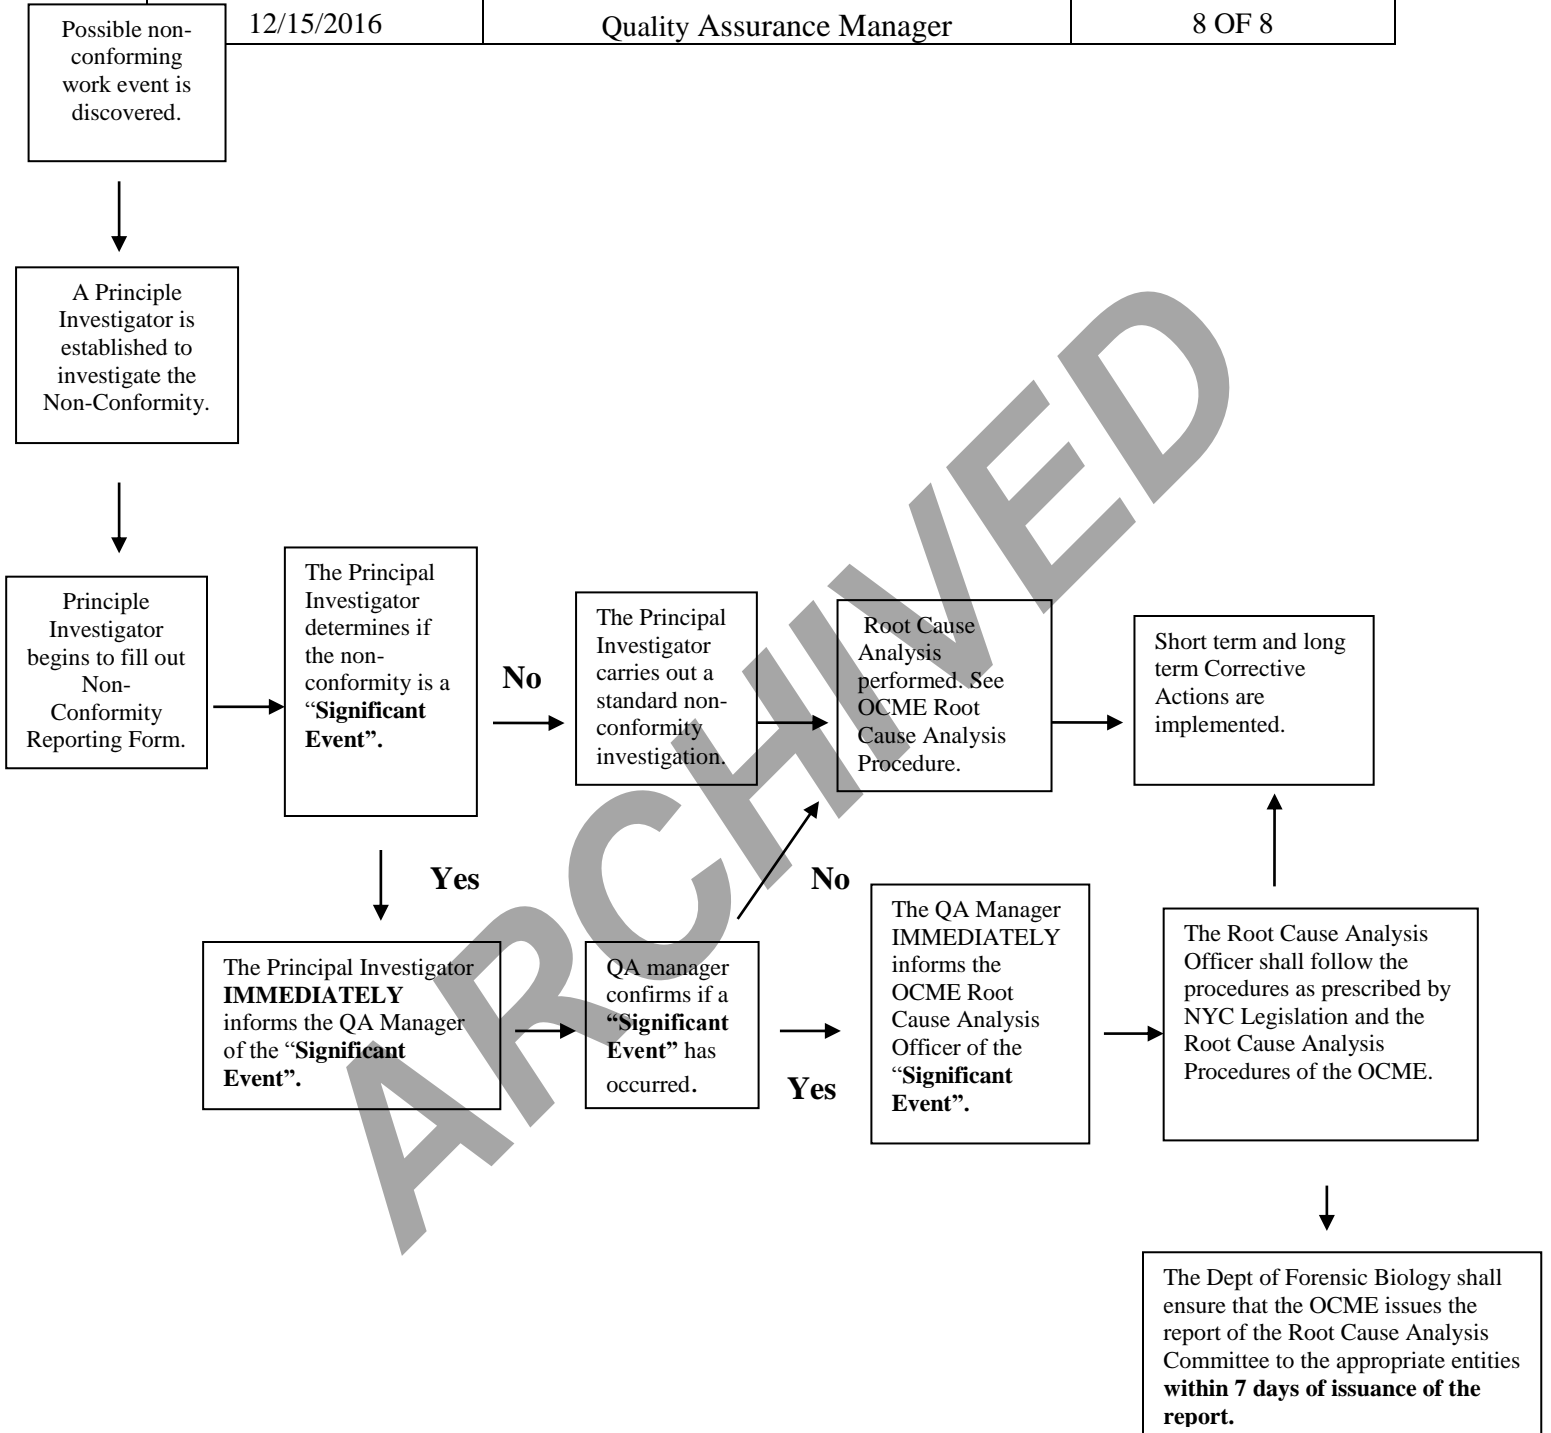 12/15/2016 Quality Assurance Manager 8 OF 8
Possible non-
conforming
work event is
discovered.
A Principle
Investigator is
established to
investigate the
Non-Conformity.
Principle
Investigator
begins to fill out
Non-
Conformity
Reporting Form.
The Principal
Investigator
determines if
the non-
conformity is a
“Significant
Event”.
No
The Principal
Investigator
carries out a
standard non-
conformity
investigation.
Root Cause
Analysis
performed. See
OCME Root
Cause Analysis
Procedure.
Short term and long
term Corrective
Actions are
implemented.
Yes
The Principal Investigator
IMMEDIATELY
informs the QA Manager
of the “Significant
Event”.
QA manager
confirms if a
“Significant
Event” has
occurred.
No
Yes
The QA Manager
IMMEDIATELY
informs the
OCME Root
Cause Analysis
Officer of the
“Significant
Event”.
The Root Cause Analysis
Officer shall follow the
procedures as prescribed by
NYC Legislation and the
Root Cause Analysis
Procedures of the OCME.
The Dept of Forensic Biology shall
ensure that the OCME issues the
report of the Root Cause Analysis
Committee to the appropriate entities
within 7 days of issuance of the
report.
ARCHIVED